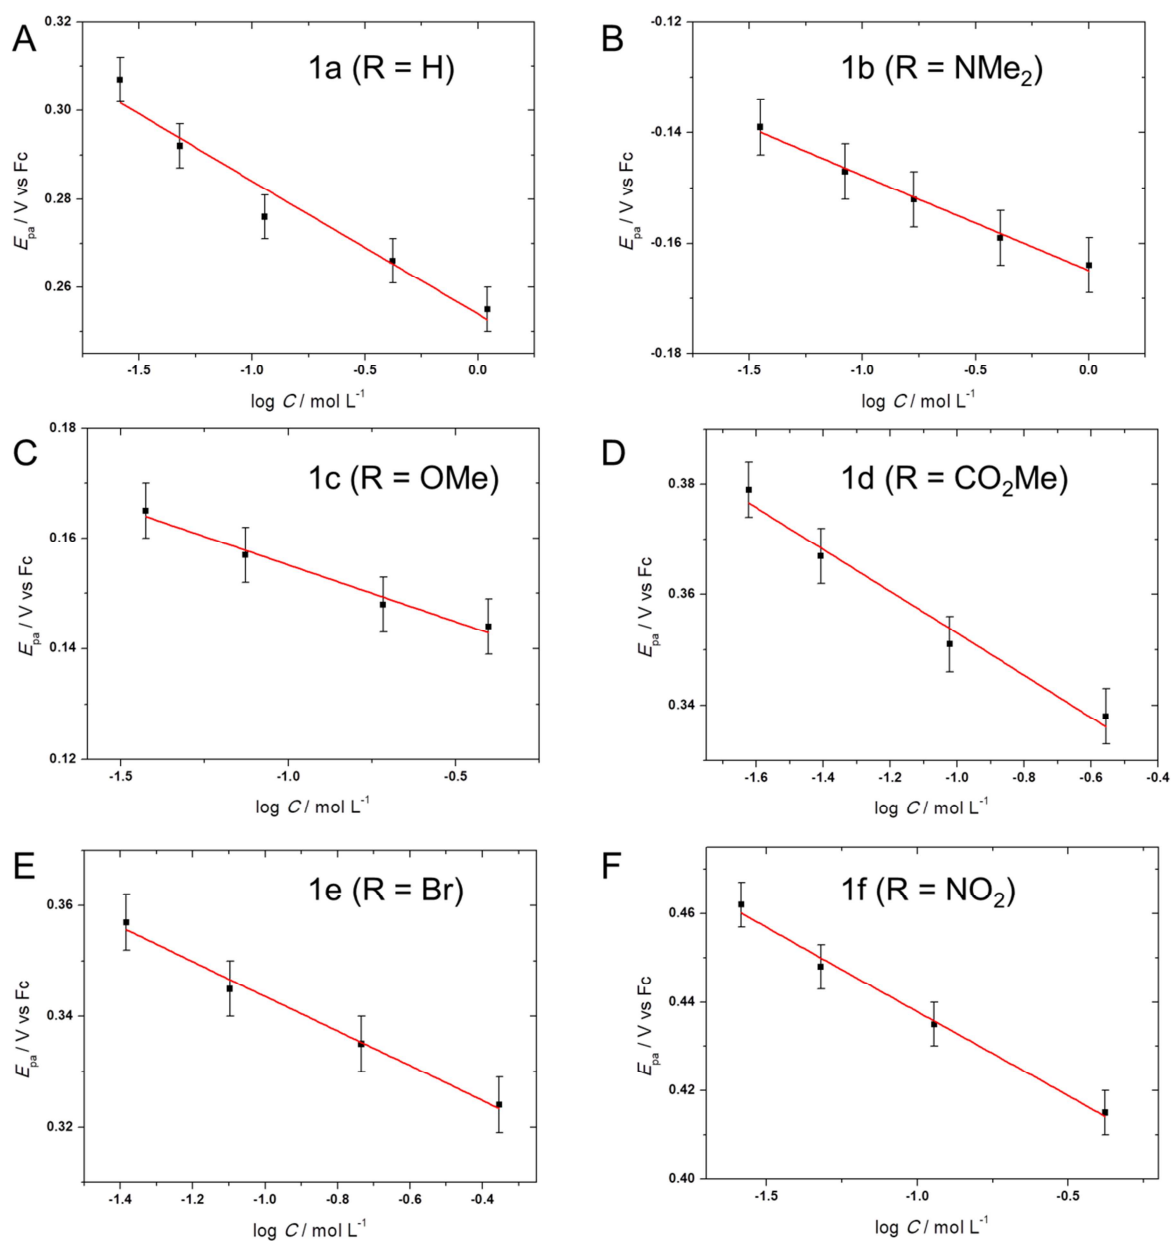 A
1a (R = H)
0.32
0.30
0.28
0.26
E_pa / V vs Fc
-1.5 -1.0 -0.5 0.0
log C / mol L⁻¹
B
1b (R = NMe₂)
-0.12
-0.14
-0.16
-0.18
E_pa / V vs Fc
-1.5 -1.0 -0.5 0.0
log C / mol L⁻¹
C
1c (R = OMe)
0.18
0.16
0.14
0.12
E_pa / V vs Fc
-1.5 -1.0 -0.5
log C / mol L⁻¹
D
1d (R = CO₂Me)
0.38
0.36
0.34
E_pa / V vs Fc
-1.6 -1.4 -1.2 -1.0 -0.8 -0.6 -0.4
log C / mol L⁻¹
E
1e (R = Br)
0.36
0.34
0.32
E_pa / V vs Fc
-1.4 -1.2 -1.0 -0.8 -0.6 -0.4
log C / mol L⁻¹
F
1f (R = NO₂)
0.46
0.44
0.42
0.40
E_pa / V vs Fc
-1.5 -1.0 -0.5
log C / mol L⁻¹